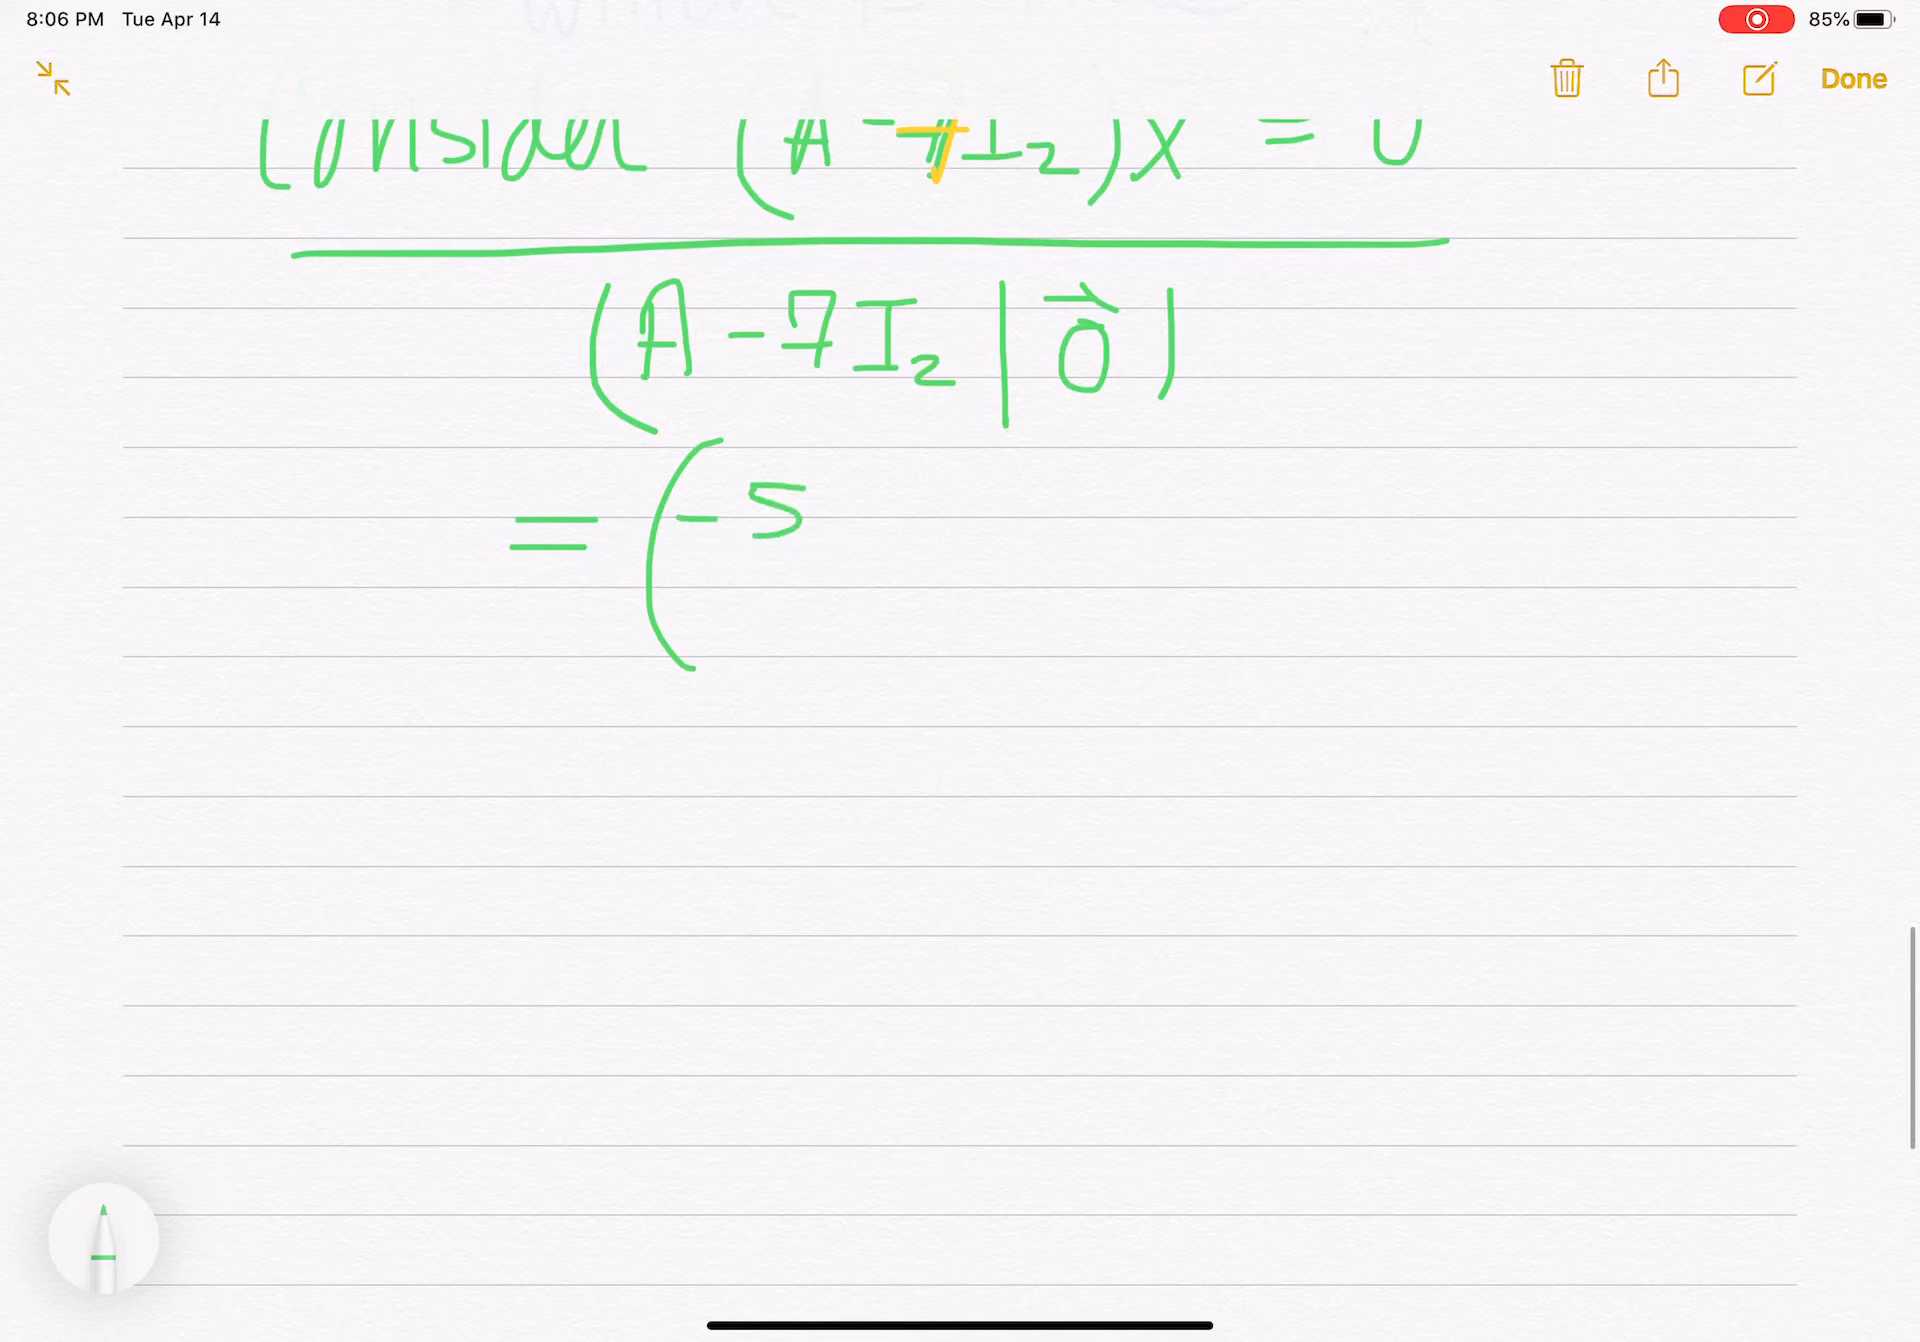 8:06 PM Tue Apr 14 85%
Done
Consider (A - 7I₂)x = 0
(A - 7I₂ | 0⃗)
= ( -5